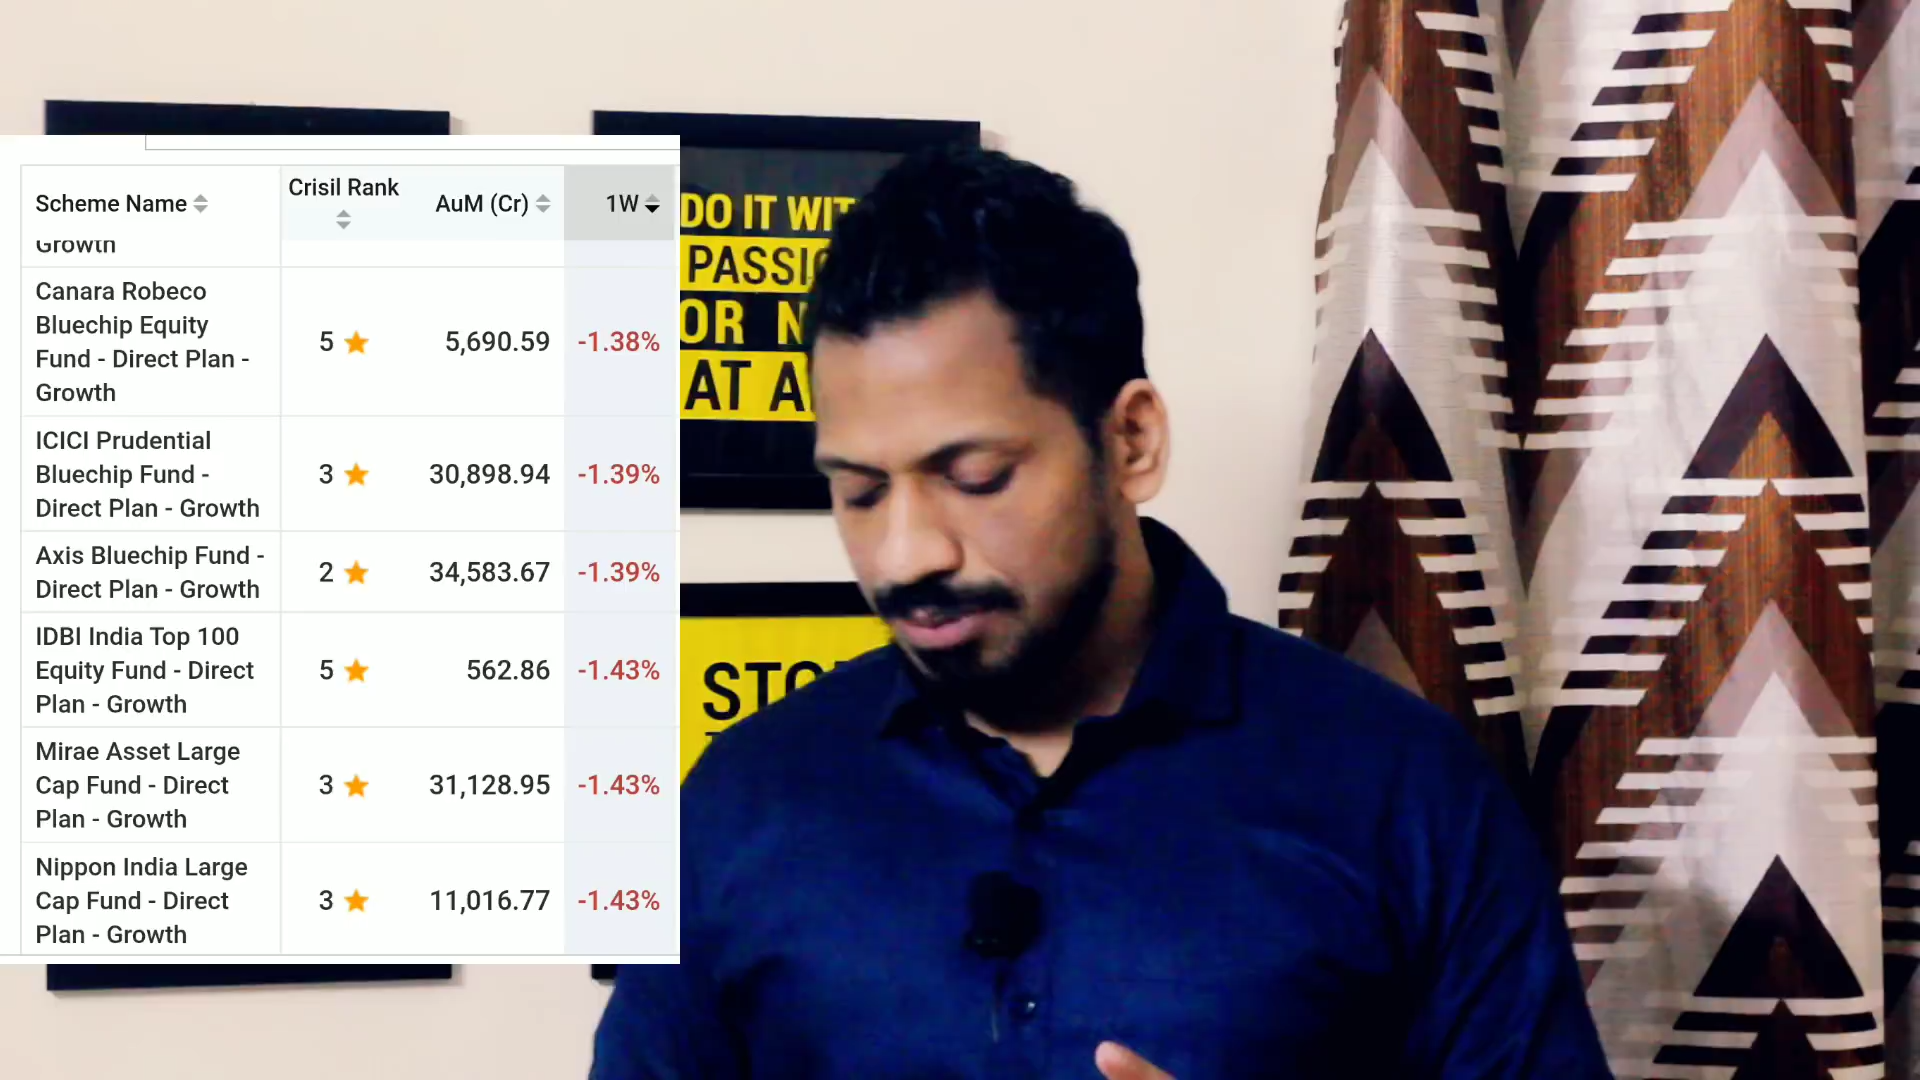 Scheme Name
Crisil Rank
AuM (Cr)
1W
Growth
Canara Robeco
Bluechip Equity
Fund - Direct Plan -
Growth
5
5,690.59
-1.38%
ICICI Prudential
Bluechip Fund -
Direct Plan - Growth
3
30,898.94
-1.39%
Axis Bluechip Fund -
Direct Plan - Growth
2
34,583.67
-1.39%
IDBI India Top 100
Equity Fund - Direct
Plan - Growth
5
562.86
-1.43%
Mirae Asset Large
Cap Fund - Direct
Plan - Growth
3
31,128.95
-1.43%
Nippon India Large
Cap Fund - Direct
Plan - Growth
3
11,016.77
-1.43%
DO IT WIT
PASSIO
OR N
AT A
STO